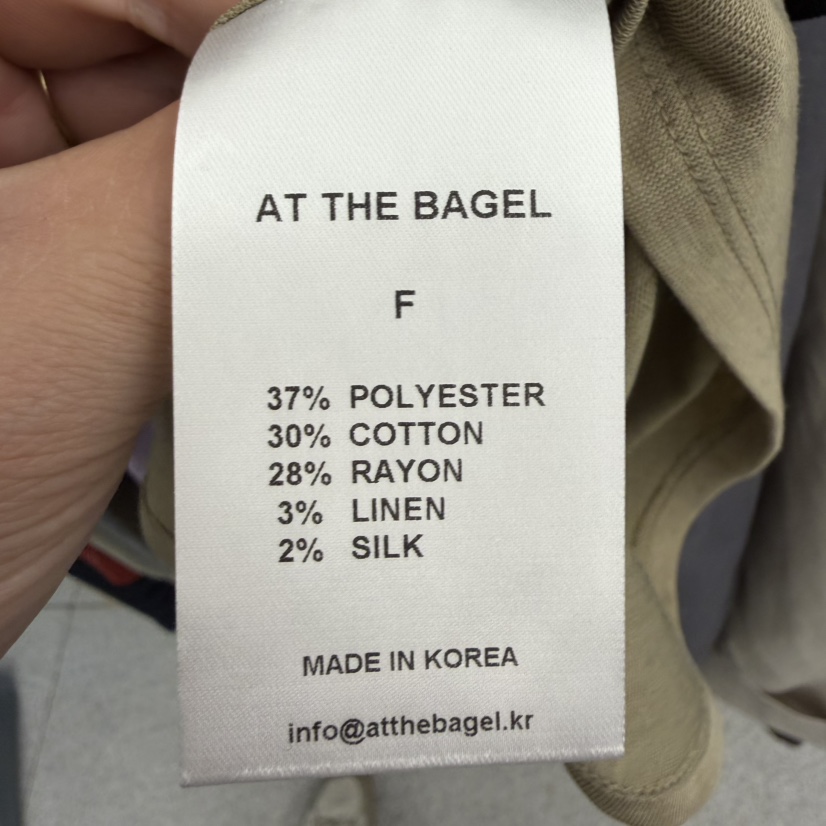 AT THE BAGEL
F
37% POLYESTER
30% COTTON
28% RAYON
3% LINEN
2% SILK
MADE IN KOREA
info@atthebagel.kr